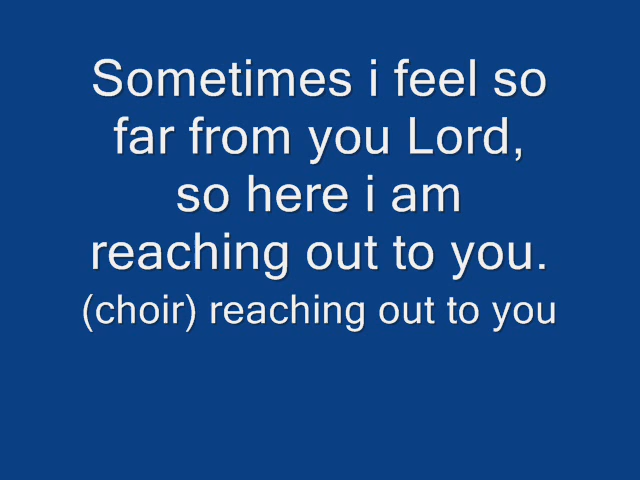 Sometimes i feel so
far from you Lord,
so here i am
reaching out to you.
(choir) reaching out to you